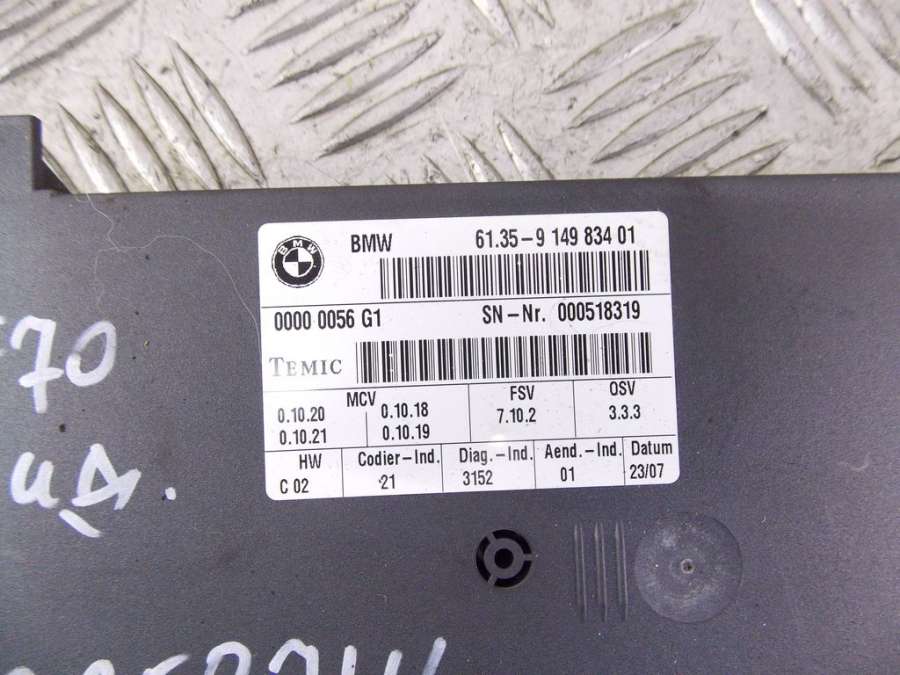 BMW 61.35-9 149 834 01
0000 0056 G1 SN-Nr. 000518319
TEMIC
MCV FSV QSV
0.10.20 0.10.18 7.10.2 3.3.3
0.10.21 0.10.19
HW Codier-Ind. Diag.-Ind. Aend.-Ind. Datum
C 02 21 3152 01 23/07
70